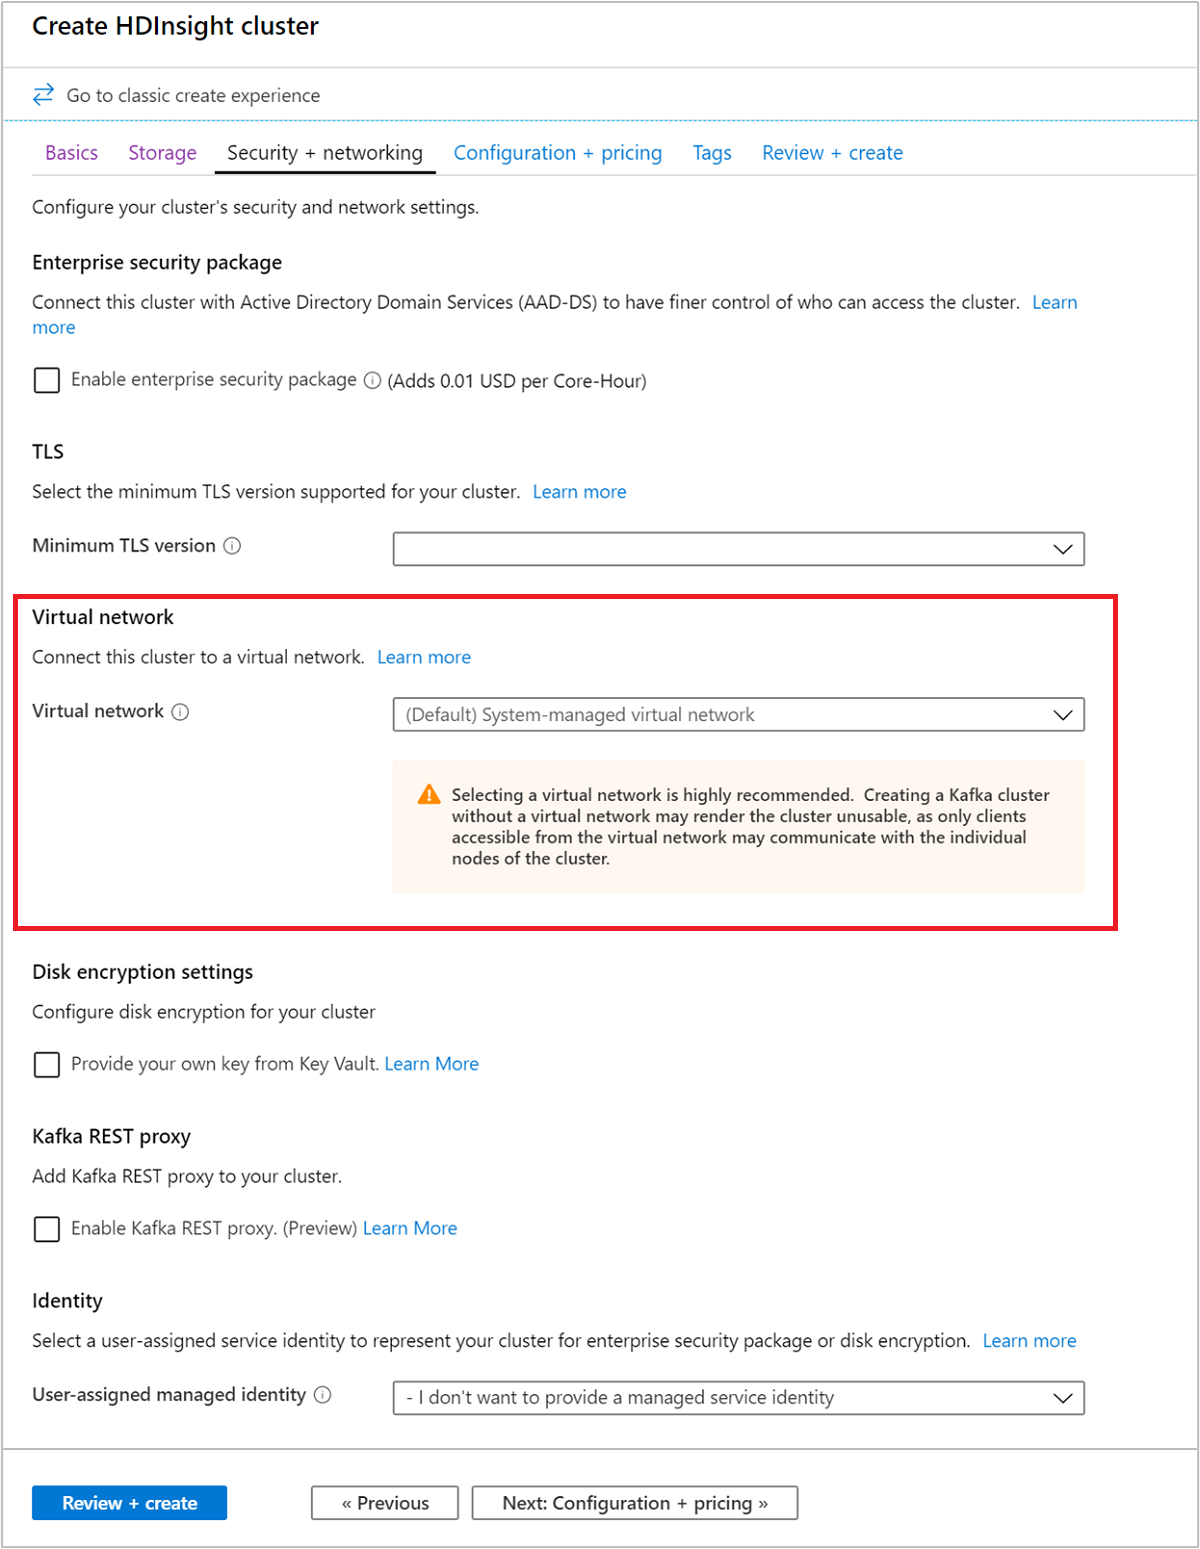 Create HDInsight cluster
Go to classic create experience
Basics Storage Security + networking Configuration + pricing Tags Review + create
Configure your cluster's security and network settings.
Enterprise security package
Connect this cluster with Active Directory Domain Services (AAD-DS) to have finer control of who can access the cluster. Learn
more
Enable enterprise security package (Adds 0.01 USD per Core-Hour)
TLS
Select the minimum TLS version supported for your cluster. Learn more
Minimum TLS version
Virtual network
Connect this cluster to a virtual network. Learn more
Virtual network (Default) System-managed virtual network
Selecting a virtual network is highly recommended. Creating a Kafka cluster
without a virtual network may render the cluster unusable, as only clients
accessible from the virtual network may communicate with the individual
nodes of the cluster.
Disk encryption settings
Configure disk encryption for your cluster
Provide your own key from Key Vault. Learn More
Kafka REST proxy
Add Kafka REST proxy to your cluster.
Enable Kafka REST proxy. (Preview) Learn More
Identity
Select a user-assigned service identity to represent your cluster for enterprise security package or disk encryption. Learn more
User-assigned managed identity - I don't want to provide a managed service identity
Review + create « Previous Next: Configuration + pricing »